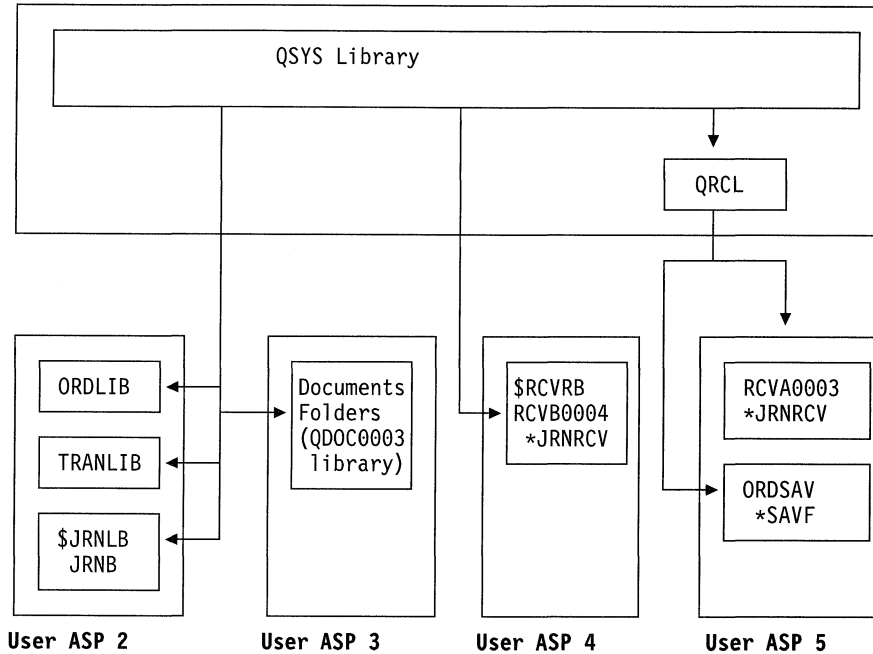 QSYS Library
QRCL
ORDLIB
TRANLIB
$JRNLB
JRNB
User ASP 2
Documents
Folders
(QDOC0003
library)
User ASP 3
$RCVRB
RCVB0004
*JRNRCV
User ASP 4
RCVA0003
*JRNRCV
ORDSAV
*SAVF
User ASP 5